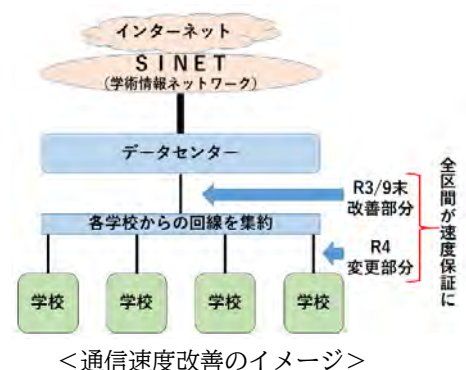 インターネット
SINET
(学術情報ネットワーク)
データセンター
R3/9末
改善部分
各学校からの回線を集約
R4
変更部分
全区間が速度保証に
学校
学校
学校
学校
<通信速度改善のイメージ>